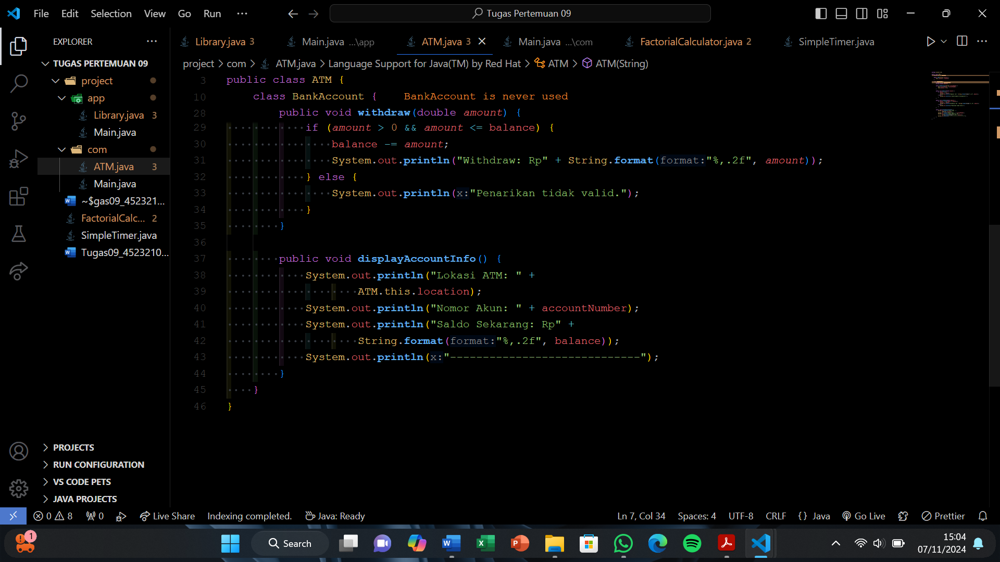 File Edit Selection View Go Run ···
Tugas Pertemuan 09
EXPLORER
TUGAS PERTEMUAN 09
project
app
Library.java 3
Main.java
com
ATM.java 3
Main.java
~$gas09_452321...
FactorialCalc... 2
SimpleTimer.java
Tugas09_4523210...
PROJECTS
RUN CONFIGURATION
VS CODE PETS
JAVA PROJECTS
Library.java 3 Main.java ...\app ATM.java 3 Main.java ...\com FactorialCalculator.java 2 SimpleTimer.java
project > com > ATM.java > Language Support for Java(TM) by Red Hat > ATM > ATM(String)
3 public class ATM {
10 class BankAccount { BankAccount is never used
28 public void withdraw(double amount) {
29 if (amount > 0 && amount <= balance) {
30 balance -= amount;
31 System.out.println("Withdraw: Rp" + String.format(format:"%,.2f", amount));
32 } else {
33 System.out.println(x:"Penarikan tidak valid.");
34 }
35 }
36
37 public void displayAccountInfo() {
38 System.out.println("Lokasi ATM: " +
39 ATM.this.location);
40 System.out.println("Nomor Akun: " + accountNumber);
41 System.out.println("Saldo Sekarang: Rp" +
42 String.format(format:"%,.2f", balance));
43 System.out.println(x:"-----------------------------");
44 }
45 }
46 }
0 8 0 Live Share Indexing completed. Java: Ready Ln 7, Col 34 Spaces: 4 UTF-8 CRLF {} Java Go Live Prettier
1 Search 15:04
07/11/2024